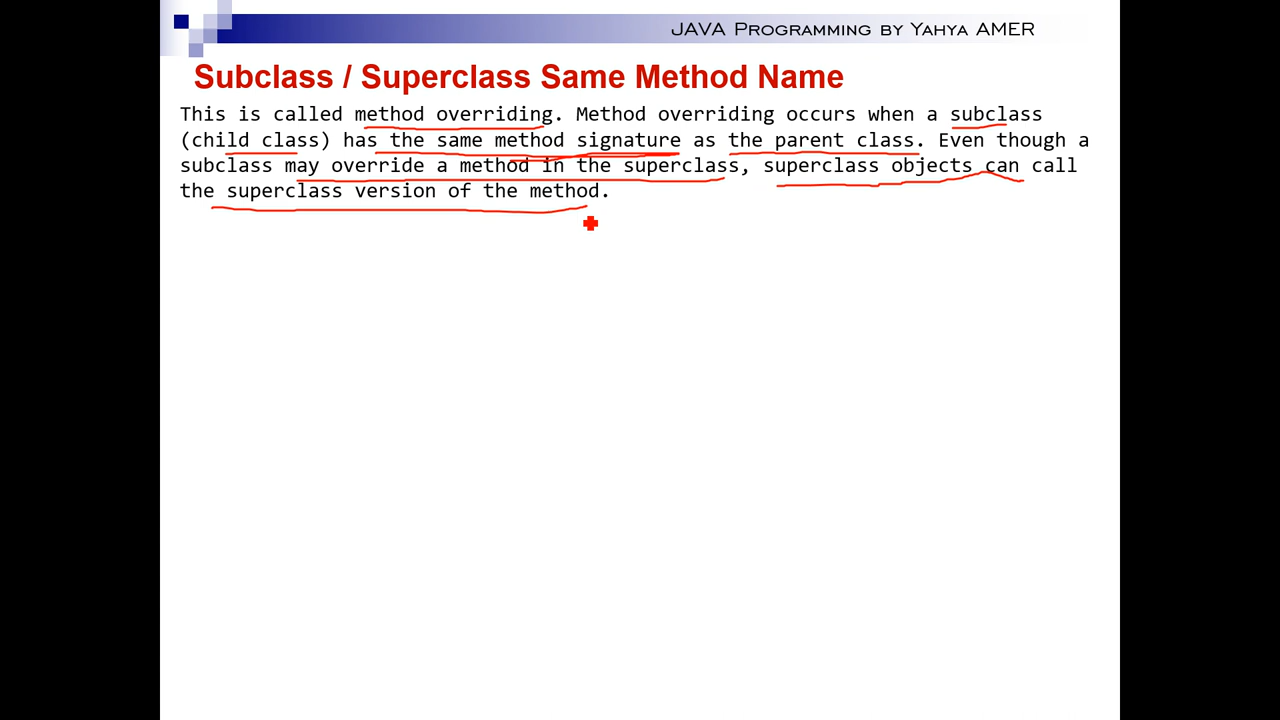 JAVA Programming by Yahya AMER
Subclass / Superclass Same Method Name
This is called method overriding. Method overriding occurs when a subclass
(child class) has the same method signature as the parent class. Even though a
subclass may override a method in the superclass, superclass objects can call
the superclass version of the method.